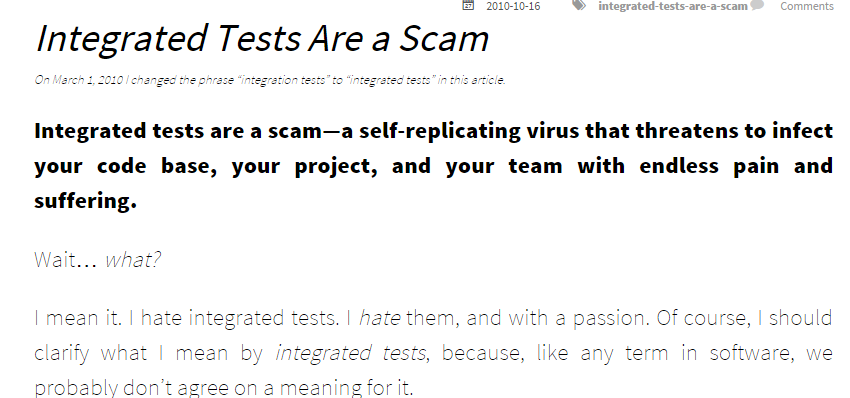 2010-10-16 integrated-tests-are-a-scam Comments
Integrated Tests Are a Scam
On March 1, 2010 I changed the phrase “integration tests” to “integrated tests” in this article.
Integrated tests are a scam—a self-replicating virus that threatens to infect
your code base, your project, and your team with endless pain and
suffering.
Wait… what?
I mean it. I hate integrated tests. I hate them, and with a passion. Of course, I should
clarify what I mean by integrated tests, because, like any term in software, we
probably don’t agree on a meaning for it.